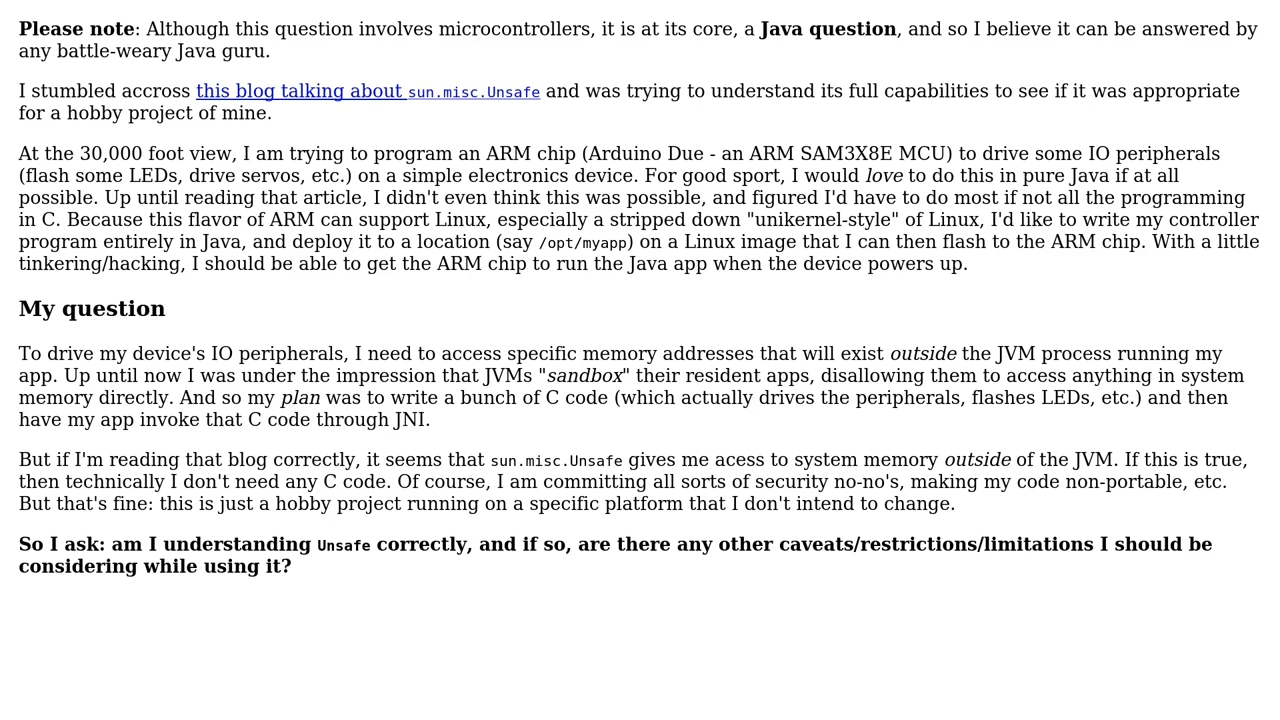 Please note: Although this question involves microcontrollers, it is at its core, a Java question, and so I believe it can be answered by
any battle-weary Java guru.
I stumbled accross this blog talking about sun.misc.Unsafe and was trying to understand its full capabilities to see if it was appropriate
for a hobby project of mine.
At the 30,000 foot view, I am trying to program an ARM chip (Arduino Due - an ARM SAM3X8E MCU) to drive some IO peripherals
(flash some LEDs, drive servos, etc.) on a simple electronics device. For good sport, I would love to do this in pure Java if at all
possible. Up until reading that article, I didn't even think this was possible, and figured I'd have to do most if not all the programming
in C. Because this flavor of ARM can support Linux, especially a stripped down "unikernel-style" of Linux, I'd like to write my controller
program entirely in Java, and deploy it to a location (say /opt/myapp) on a Linux image that I can then flash to the ARM chip. With a little
tinkering/hacking, I should be able to get the ARM chip to run the Java app when the device powers up.
My question
To drive my device's IO peripherals, I need to access specific memory addresses that will exist outside the JVM process running my
app. Up until now I was under the impression that JVMs "sandbox" their resident apps, disallowing them to access anything in system
memory directly. And so my plan was to write a bunch of C code (which actually drives the peripherals, flashes LEDs, etc.) and then
have my app invoke that C code through JNI.
But if I'm reading that blog correctly, it seems that sun.misc.Unsafe gives me acess to system memory outside of the JVM. If this is true,
then technically I don't need any C code. Of course, I am committing all sorts of security no-no's, making my code non-portable, etc.
But that's fine: this is just a hobby project running on a specific platform that I don't intend to change.
So I ask: am I understanding Unsafe correctly, and if so, are there any other caveats/restrictions/limitations I should be
considering while using it?